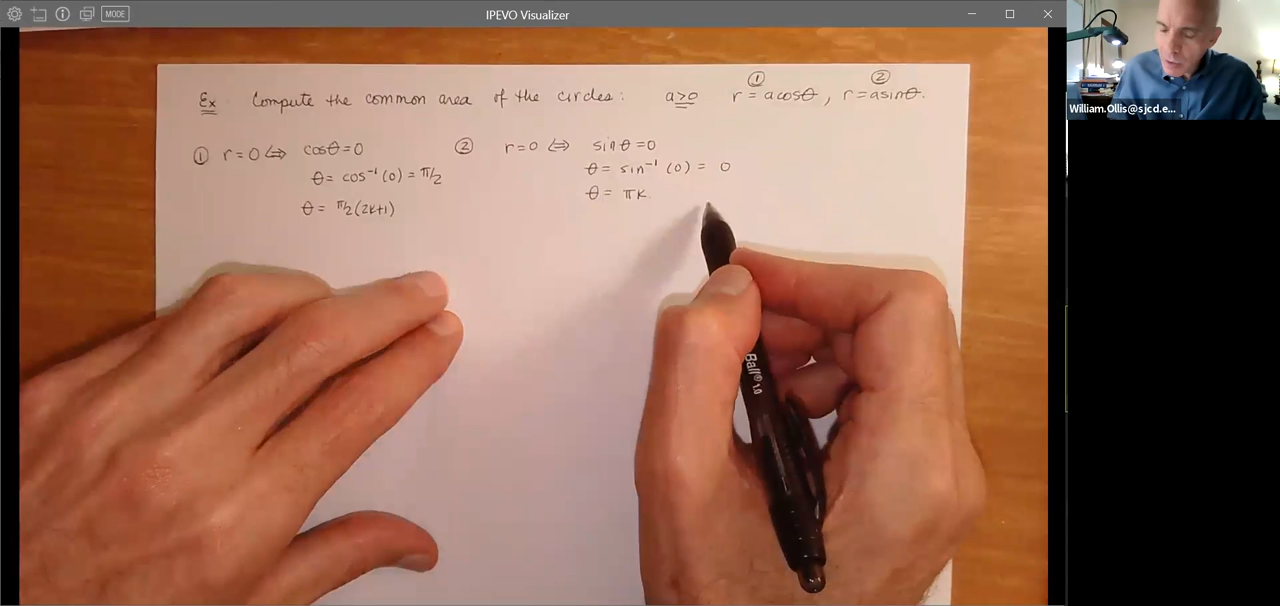 IPEVO Visualizer
MODE
Ex Compute the common area of the circles: a>0 ① r=acosθ, ② r=asinθ.
① r=0 ⇔ cosθ=0
θ= cos⁻¹(0) = π/2
θ= π/2(2k+1)
② r=0 ⇔ sinθ=0
θ= sin⁻¹(0) = 0
θ= πk.
Ball® 1.0
William.Ollis@sjcd.e...